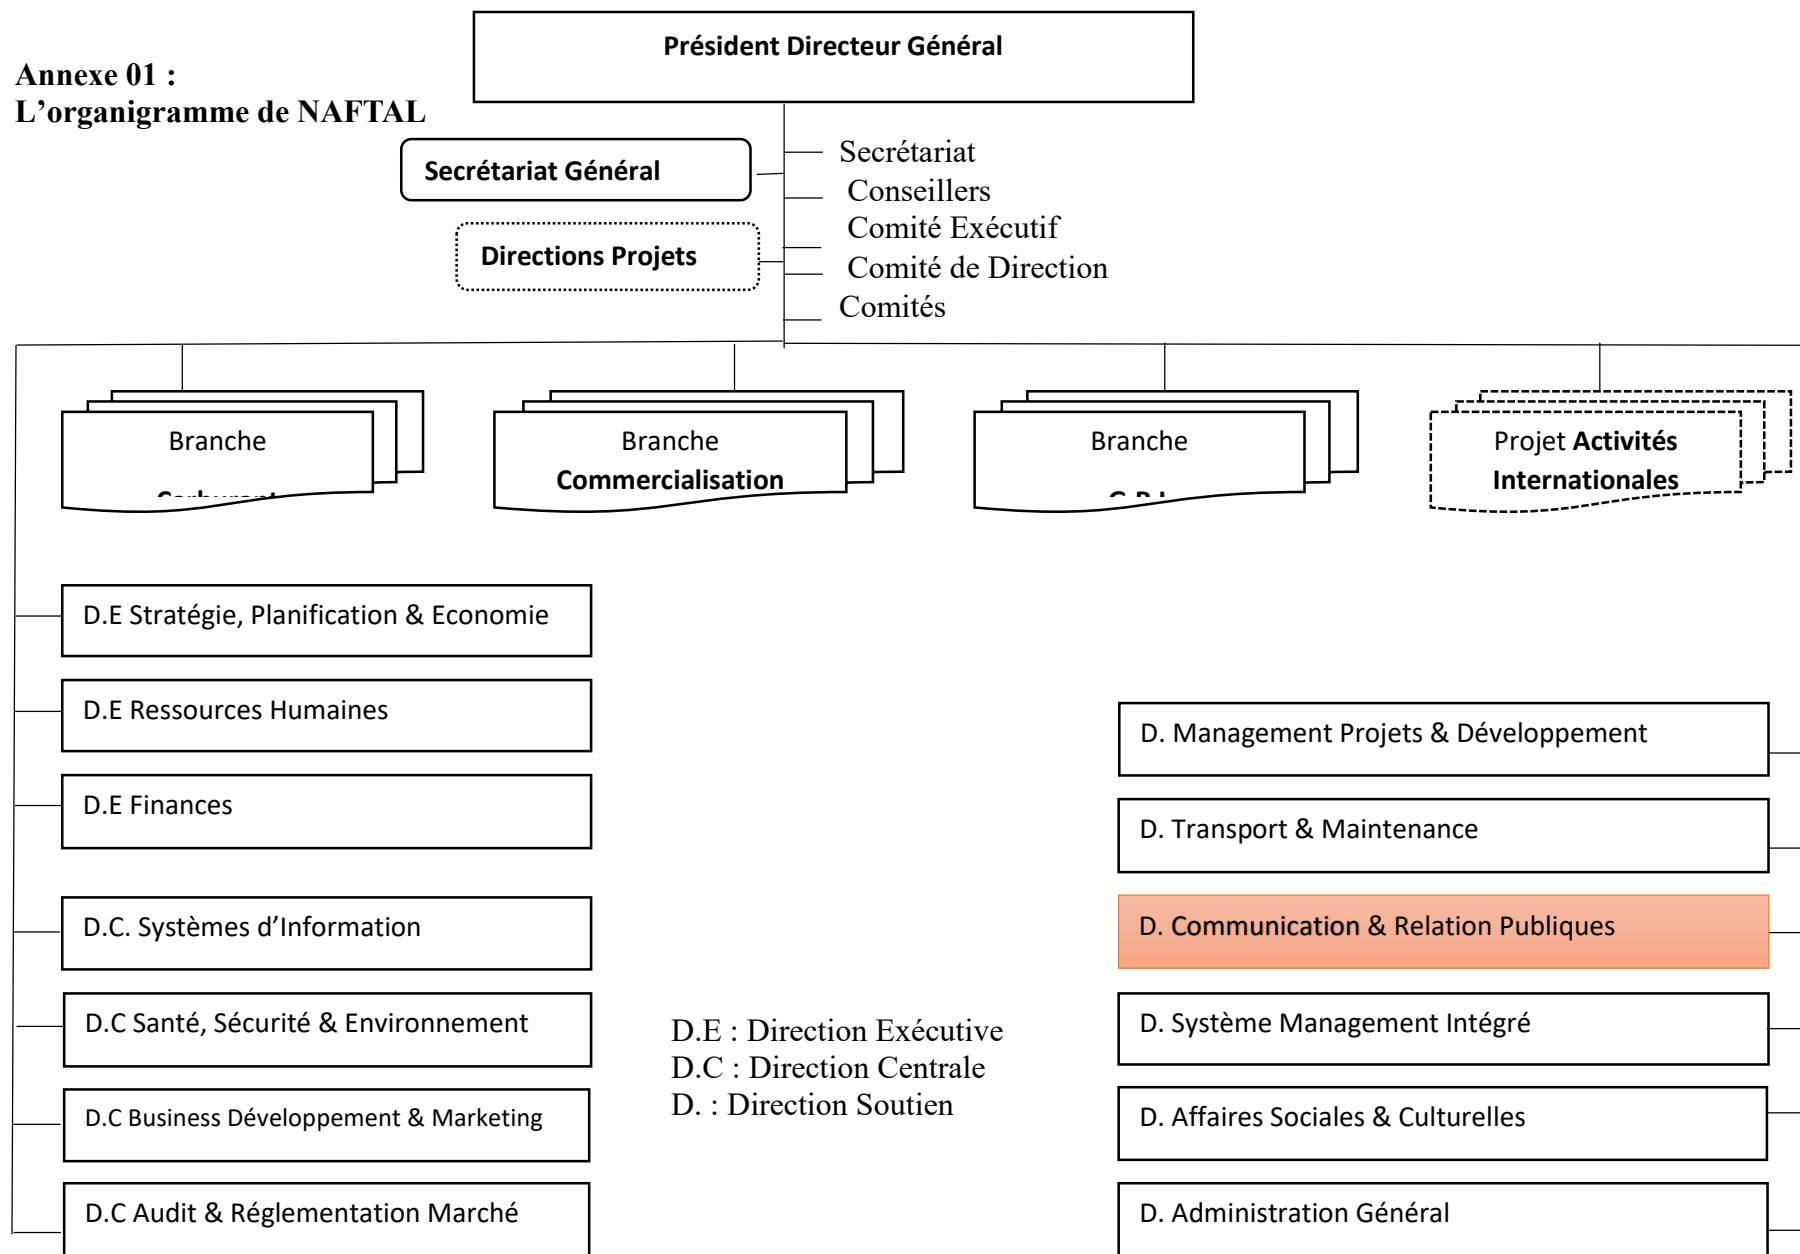 Président Directeur Général
Annexe 01 :
L’organigramme de NAFTAL
Secrétariat Général
Directions Projets
Secrétariat
Conseillers
Comité Exécutif
Comité de Direction
Comités
Branche
Branche
Commercialisation
Branche
Projet Activités
Internationales
D.E Stratégie, Planification & Economie
D.E Ressources Humaines
D.E Finances
D.C. Systèmes d’Information
D.C Santé, Sécurité & Environnement
D.C Business Développement & Marketing
D.C Audit & Réglementation Marché
D.E : Direction Exécutive
D.C : Direction Centrale
D. : Direction Soutien
D. Management Projets & Développement
D. Transport & Maintenance
D. Communication & Relation Publiques
D. Système Management Intégré
D. Affaires Sociales & Culturelles
D. Administration Général